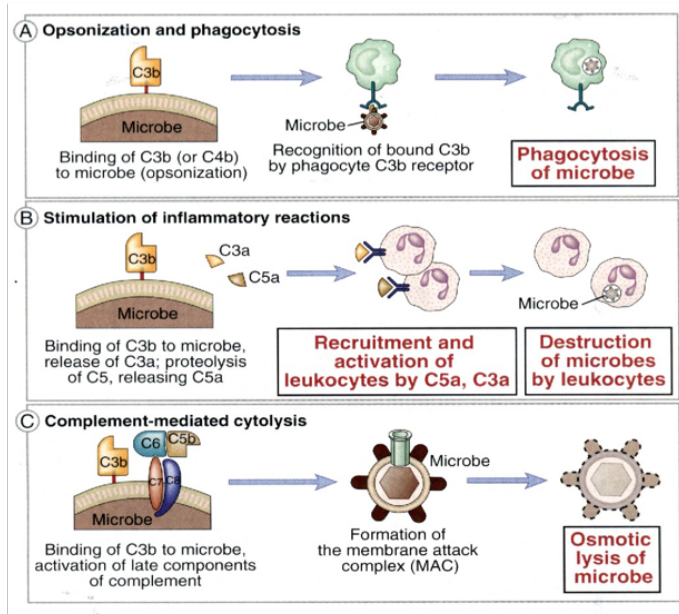 A Opsonization and phagocytosis
C3b
Microbe
Microbe
Binding of C3b (or C4b)
to microbe (opsonization)
Recognition of bound C3b
by phagocyte C3b receptor
Phagocytosis
of microbe
B Stimulation of inflammatory reactions
C3b
C3a
C5a
Microbe
Microbe
Binding of C3b to microbe,
release of C3a; proteolysis
of C5, releasing C5a
Recruitment and
activation of
leukocytes by C5a, C3a
Destruction
of microbes
by leukocytes
C Complement-mediated cytolysis
C6
C5b
C3b
C7
C8
Microbe
Microbe
Binding of C3b to microbe,
activation of late components
of complement
Formation of
the membrane attack
complex (MAC)
Osmotic
lysis of
microbe